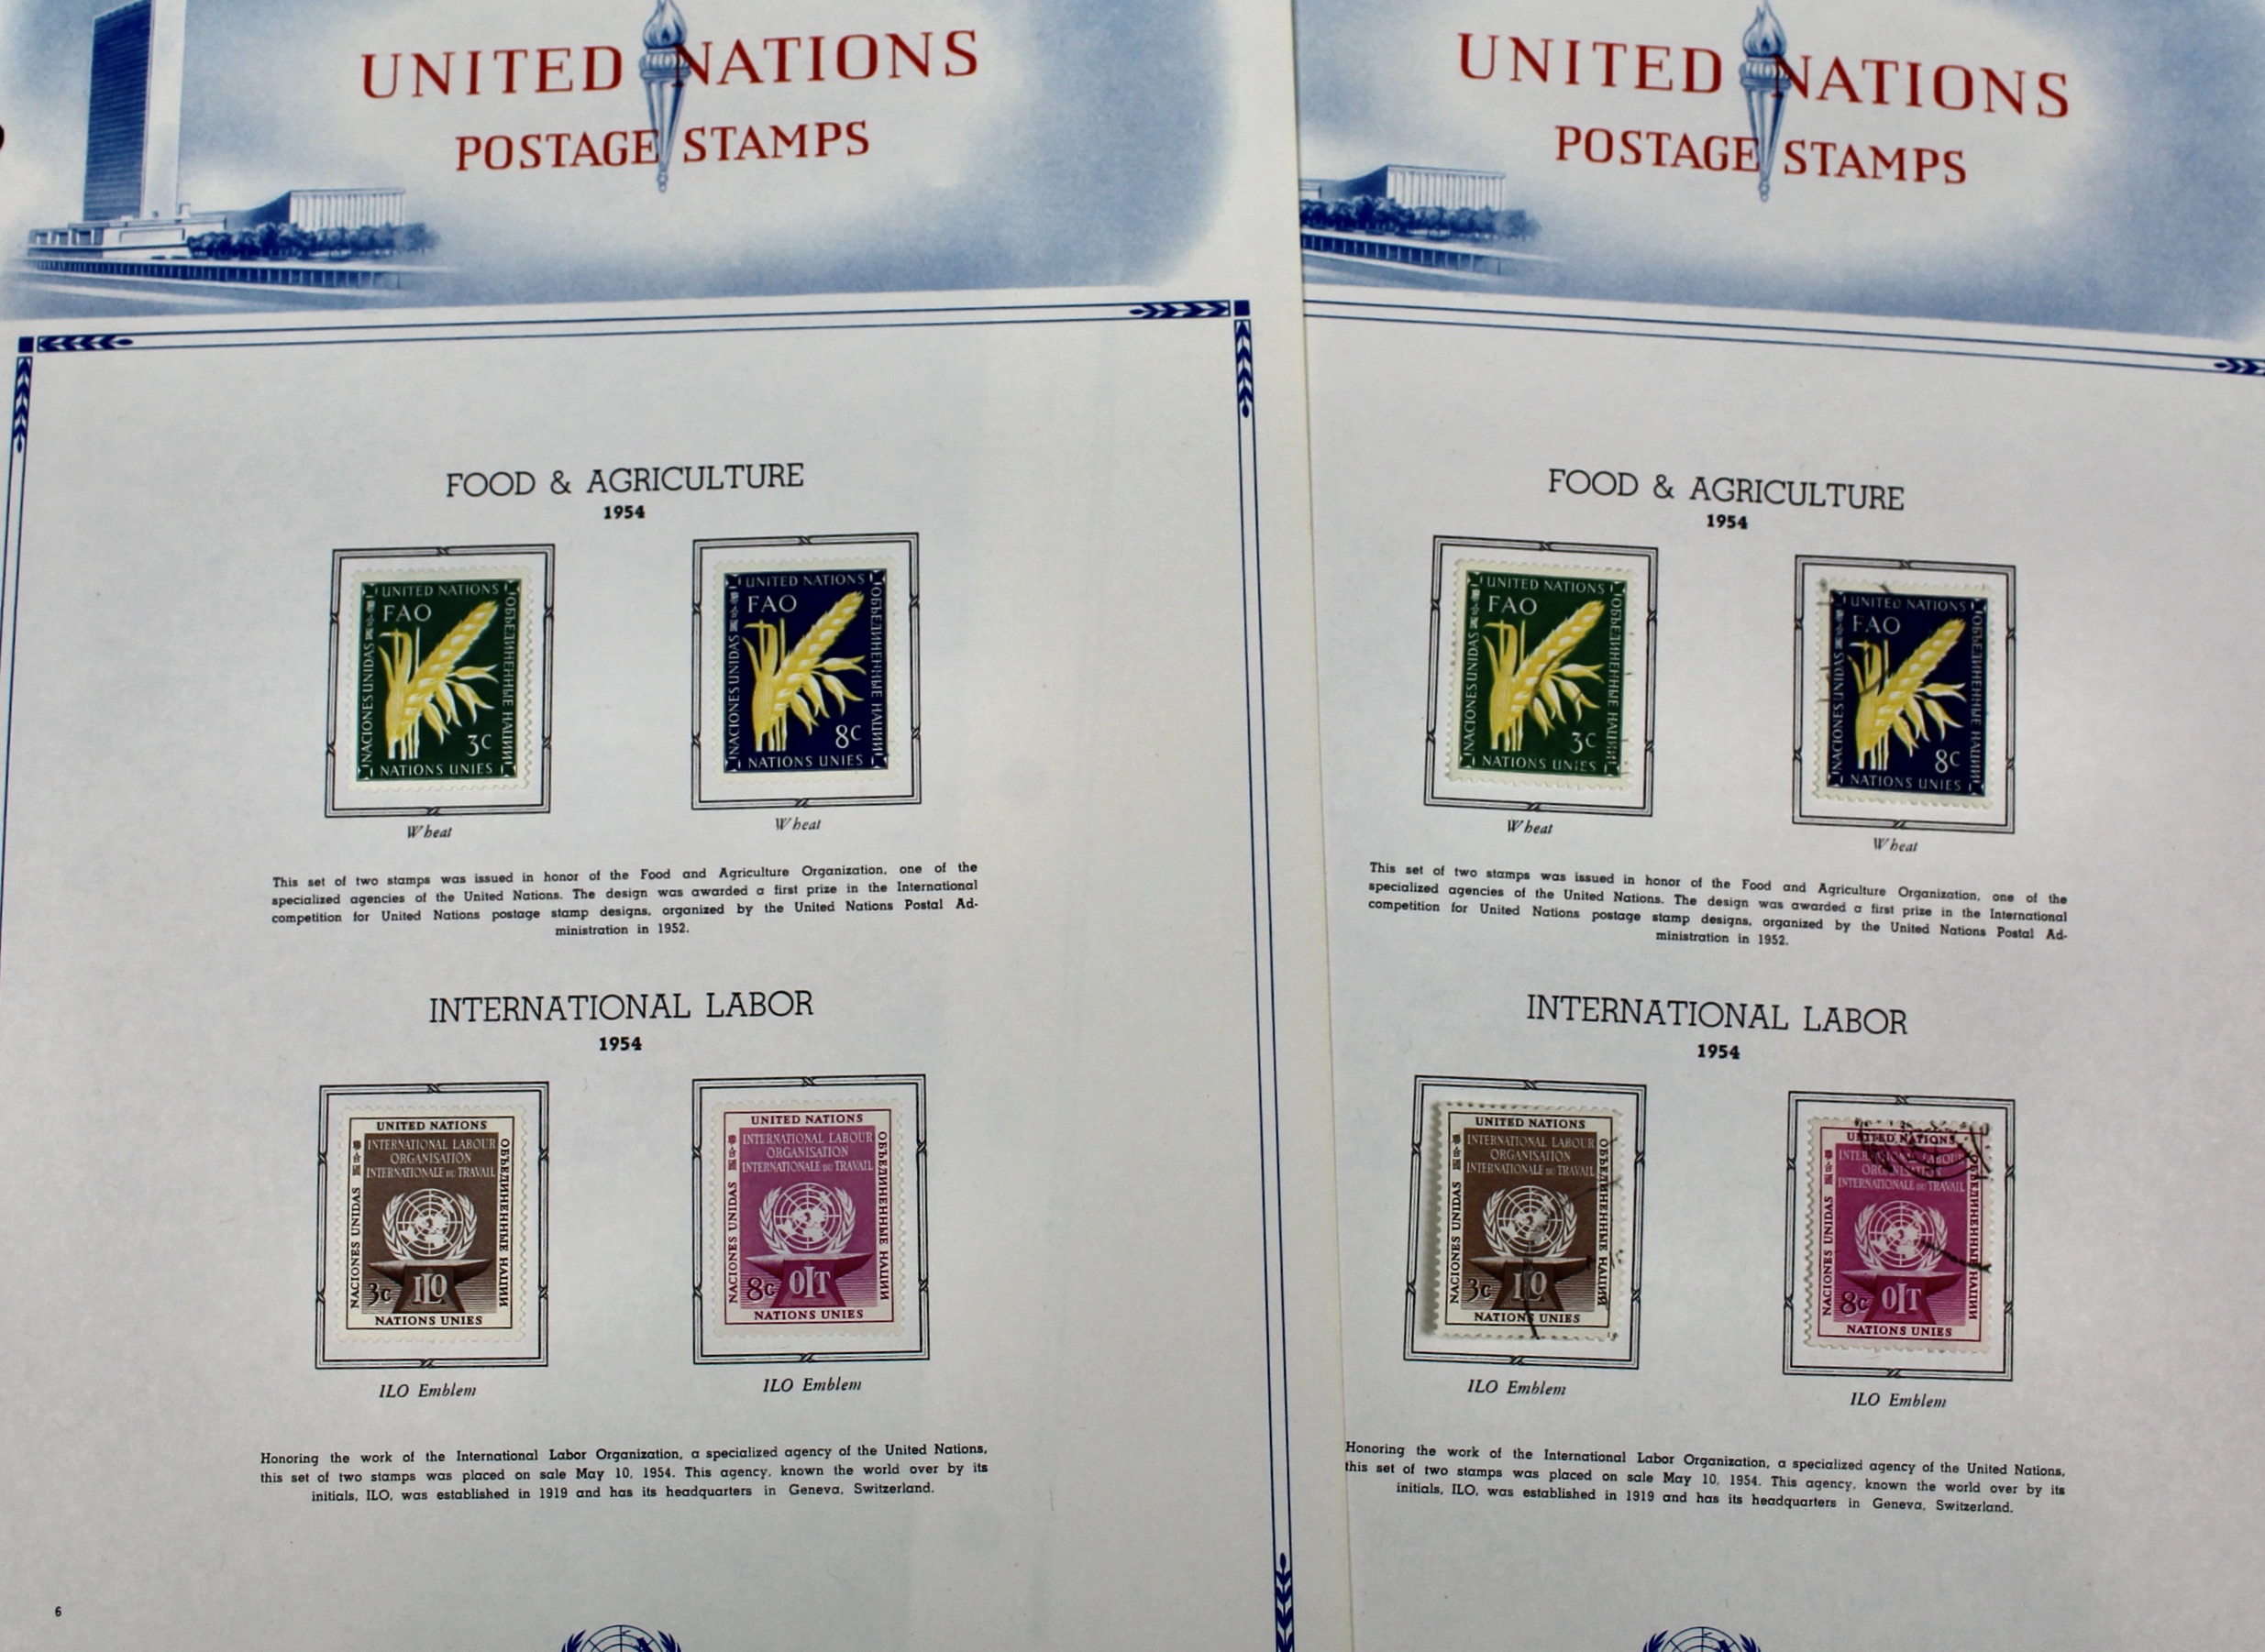 UNITED NATIONS
POSTAGE STAMPS
FOOD & AGRICULTURE
1954
UNITED NATIONS
FAO
NACIONES UNIDAS
ОБЪЕДИНЕННЫЕ НАЦИИ
3c
NATIONS UNIES
Wheat
UNITED NATIONS
FAO
NACIONES UNIDAS
ОБЪЕДИНЕННЫЕ НАЦИИ
8c
NATIONS UNIES
Wheat
This set of two stamps was issued in honor of the Food and Agriculture Organization, one of the
specialized agencies of the United Nations. The design was awarded a first prize in the International
competition for United Nations postage stamp designs, organized by the United Nations Postal Ad-
ministration in 1952.
INTERNATIONAL LABOR
1954
UNITED NATIONS
INTERNATIONAL LABOUR
ORGANISATION
INTERNATIONALE DU TRAVAIL
NACIONES UNIDAS
ОБЪЕДИНЕННЫЕ НАЦИИ
3c
ILO
NATIONS UNIES
ILO Emblem
UNITED NATIONS
INTERNATIONAL LABOUR
ORGANISATION
INTERNATIONALE DU TRAVAIL
NACIONES UNIDAS
ОБЪЕДИНЕННЫЕ НАЦИИ
8c
OIT
NATIONS UNIES
ILO Emblem
Honoring the work of the International Labor Organization, a specialized agency of the United Nations,
this set of two stamps was placed on sale May 10, 1954. This agency, known the world over by its
initials, ILO, was established in 1919 and has its headquarters in Geneva, Switzerland.
6
UNITED NATIONS
POSTAGE STAMPS
FOOD & AGRICULTURE
1954
UNITED NATIONS
FAO
NACIONES UNIDAS
ОБЪЕДИНЕННЫЕ НАЦИИ
3c
NATIONS UNIES
Wheat
UNITED NATIONS
FAO
NACIONES UNIDAS
ОБЪЕДИНЕННЫЕ НАЦИИ
8c
NATIONS UNIES
Wheat
This set of two stamps was issued in honor of the Food and Agriculture Organization, one of the
specialized agencies of the United Nations. The design was awarded a first prize in the International
competition for United Nations postage stamp designs, organized by the United Nations Postal Ad-
ministration in 1952.
INTERNATIONAL LABOR
1954
UNITED NATIONS
INTERNATIONAL LABOUR
ORGANISATION
INTERNATIONALE DU TRAVAIL
NACIONES UNIDAS
ОБЪЕДИНЕННЫЕ НАЦИИ
3c
ILO
NATIONS UNIES
ILO Emblem
UNITED NATIONS
INTERNATIONAL LABOUR
ORGANISATION
INTERNATIONALE DU TRAVAIL
NACIONES UNIDAS
ОБЪЕДИНЕННЫЕ НАЦИИ
8c
OIT
NATIONS UNIES
ILO Emblem
Honoring the work of the International Labor Organization, a specialized agency of the United Nations,
this set of two stamps was placed on sale May 10, 1954. This agency, known the world over by its
initials, ILO, was established in 1919 and has its headquarters in Geneva, Switzerland.